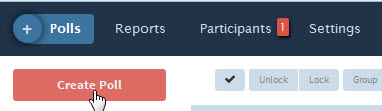 + Polls Reports Participants 1 Settings
Create Poll Unlock Lock Group